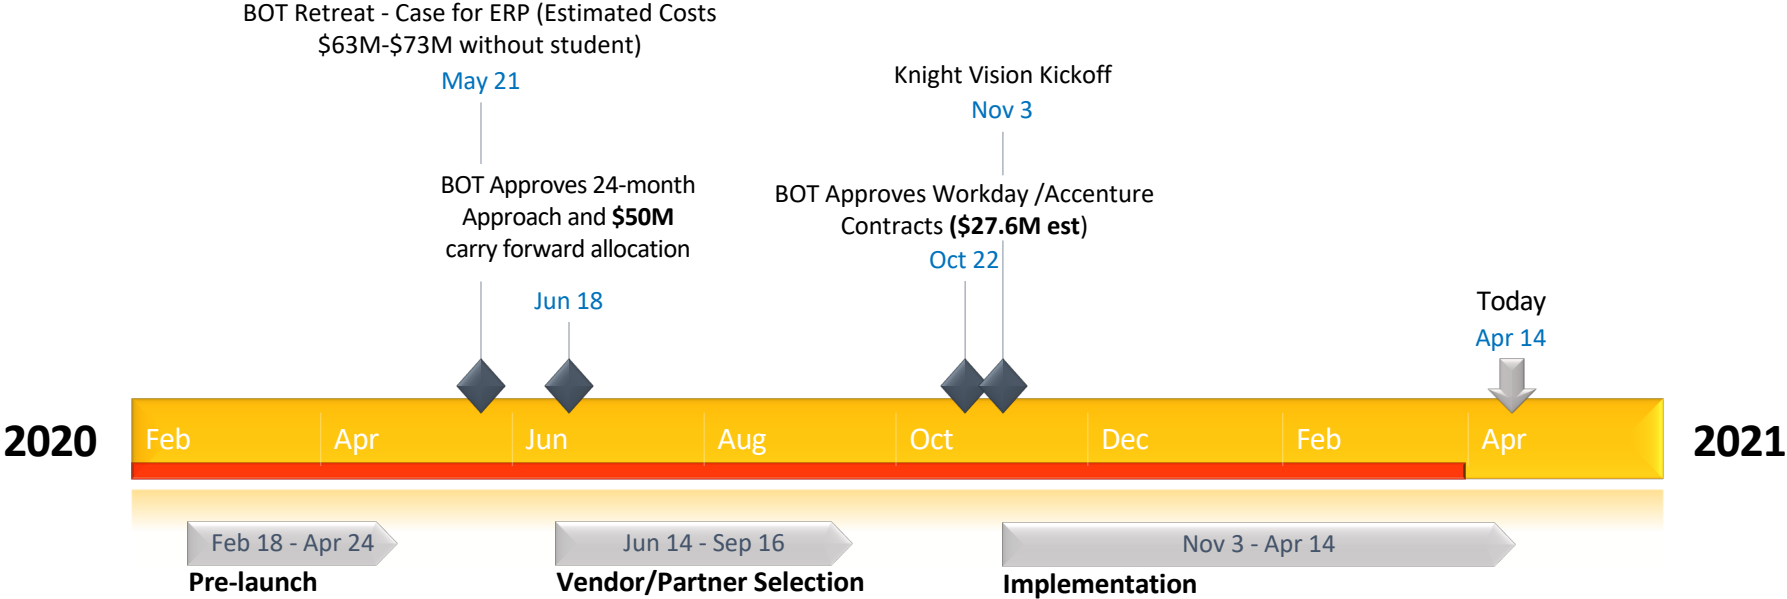 BOT Retreat - Case for ERP (Estimated Costs
$63M-$73M without student)
May 21
Knight Vision Kickoff
Nov 3
BOT Approves 24-month
Approach and $50M
carry forward allocation
Jun 18
BOT Approves Workday /Accenture
Contracts ($27.6M est)
Oct 22
Today
Apr 14
2020
Feb
Apr
Jun
Aug
Oct
Dec
Feb
Apr
2021
Feb 18 - Apr 24
Pre-launch
Jun 14 - Sep 16
Vendor/Partner Selection
Nov 3 - Apr 14
Implementation